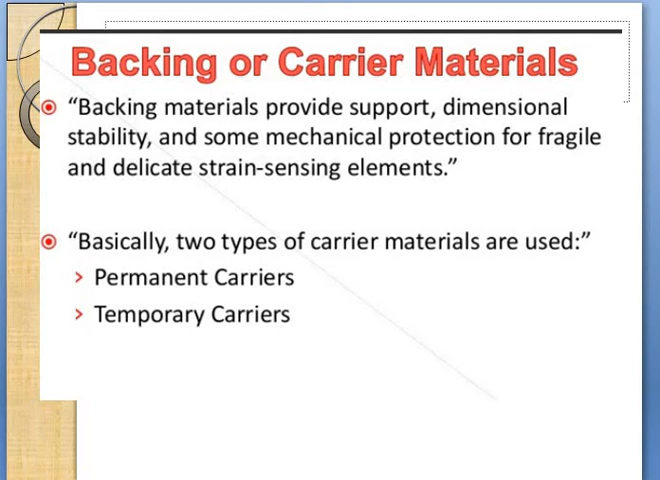 Backing or Carrier Materials
“Backing materials provide support, dimensional
stability, and some mechanical protection for fragile
and delicate strain-sensing elements.”
“Basically, two types of carrier materials are used:”
Permanent Carriers
Temporary Carriers